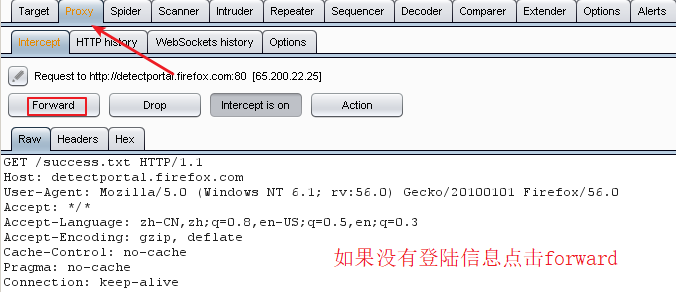 Target Proxy Spider Scanner Intruder Repeater Sequencer Decoder Comparer Extender Options Alerts
Intercept HTTP history WebSockets history Options
Request to http://detectportal.firefox.com:80 [65.200.22.25]
Forward Drop Intercept is on Action
Raw Headers Hex
GET /success.txt HTTP/1.1
Host: detectportal.firefox.com
User-Agent: Mozilla/5.0 (Windows NT 6.1; rv:56.0) Gecko/20100101 Firefox/56.0
Accept: */*
Accept-Language: zh-CN,zh;q=0.8,en-US;q=0.5,en;q=0.3
Accept-Encoding: gzip, deflate
Cache-Control: no-cache
Pragma: no-cache
Connection: keep-alive
如果没有登陆信息点击forward